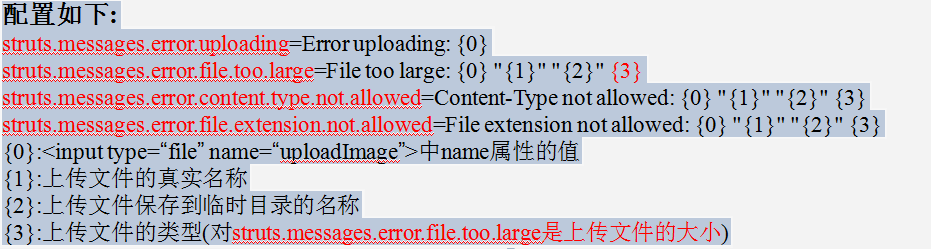 配置如下：
struts.messages.error.uploading=Error uploading: {0}
struts.messages.error.file.too.large=File too large: {0} "{1}" "{2}" {3}
struts.messages.error.content.type.not.allowed=Content-Type not allowed: {0} "{1}" "{2}" {3}
struts.messages.error.file.extension.not.allowed=File extension not allowed: {0} "{1}" "{2}" {3}
{0}:<input type=“file” name=“uploadImage”>中name属性的值
{1}:上传文件的真实名称
{2}:上传文件保存到临时目录的名称
{3}:上传文件的类型(对struts.messages.error.file.too.large是上传文件的大小)